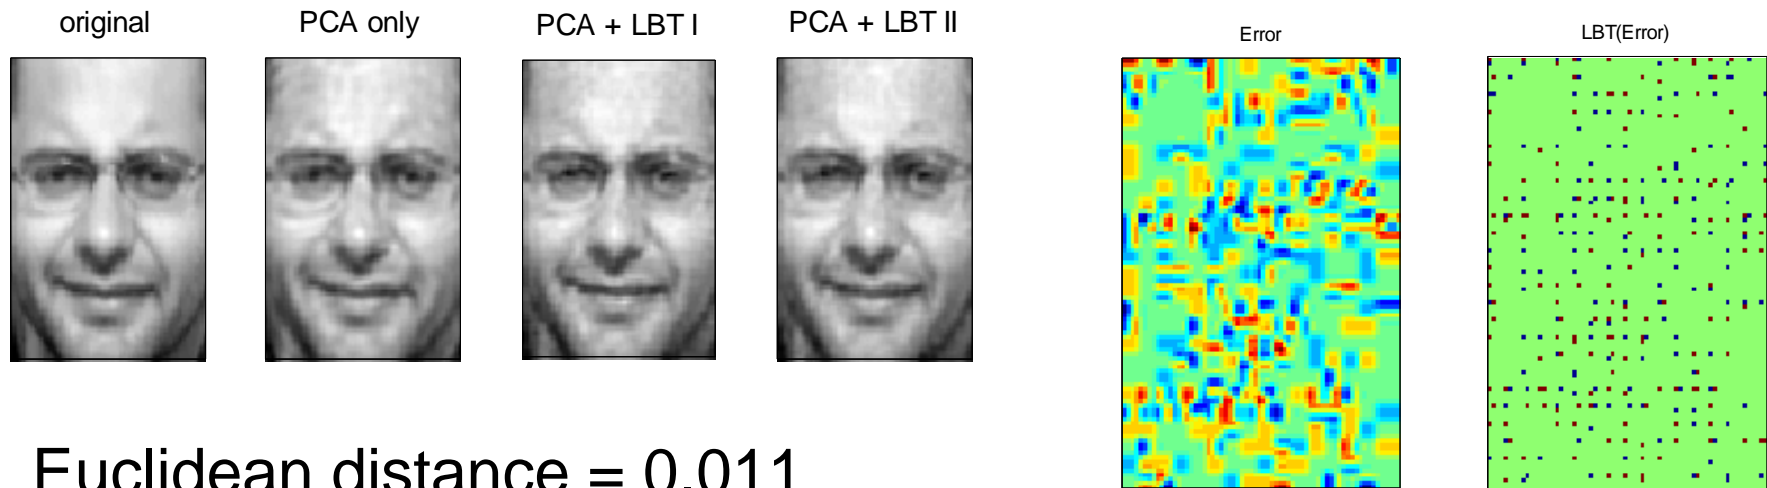 original
PCA only
PCA + LBT I
PCA + LBT II
Error
LBT(Error)
Euclidean distance = 0.011